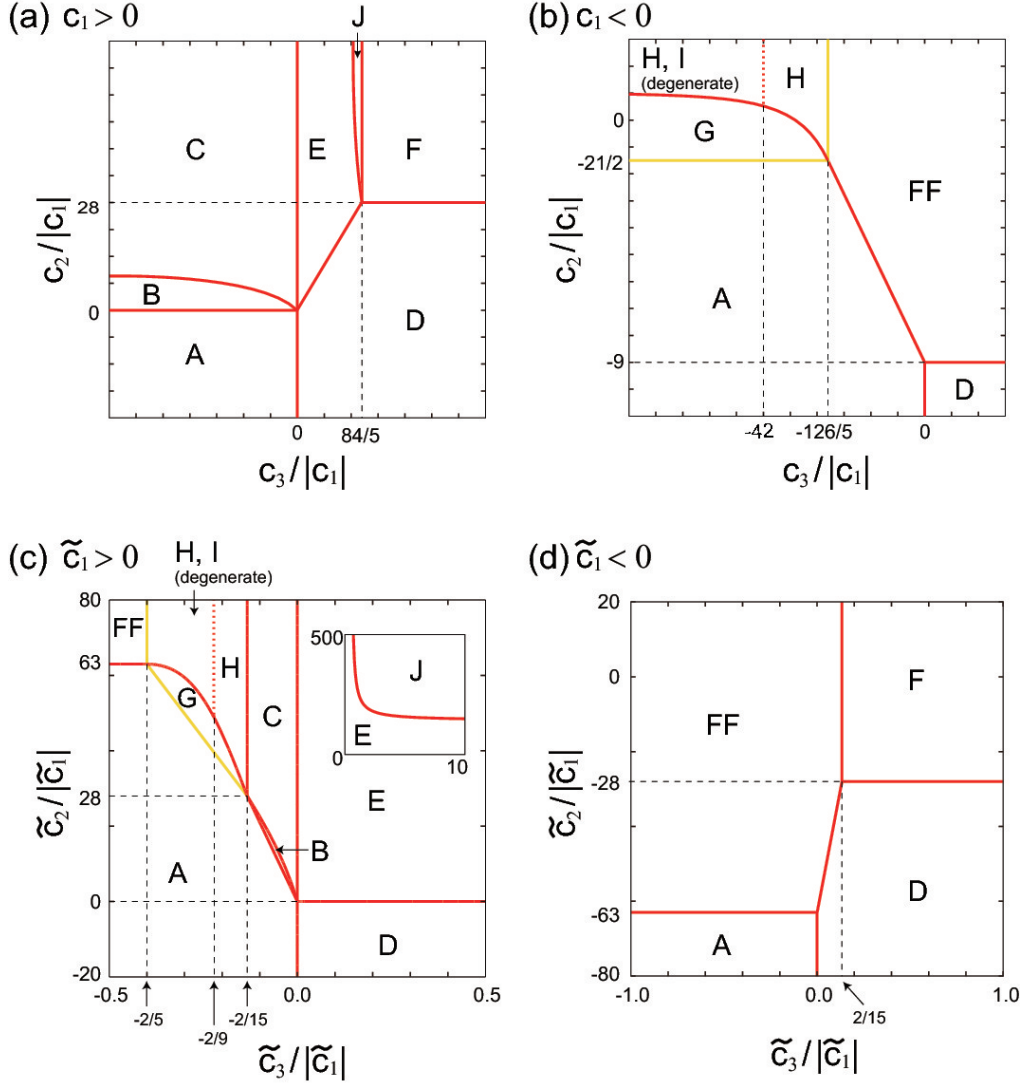 (a) c₁ > 0
J
C
E
F
28
c₂/|c₁|
B
0
A
D
0
84/5
c₃/|c₁|
(b) c₁ < 0
H, I
(degenerate)
H
0
G
-21/2
FF
c₂/|c₁|
A
-9
D
-42
-126/5
0
c₃/|c₁|
(c) c̃₁ > 0
H, I
(degenerate)
80
FF
63
H
G
C
500
J
E
0
10
c̃₂/|c̃₁|
28
E
B
A
0
D
-20
-0.5
0.0
0.5
-2/5
-2/9
-2/15
c̃₃/|c̃₁|
(d) c̃₁ < 0
20
F
0
FF
c̃₂/|c̃₁|
-28
D
-63
A
-80
-1.0
0.0
1.0
2/15
c̃₃/|c̃₁|